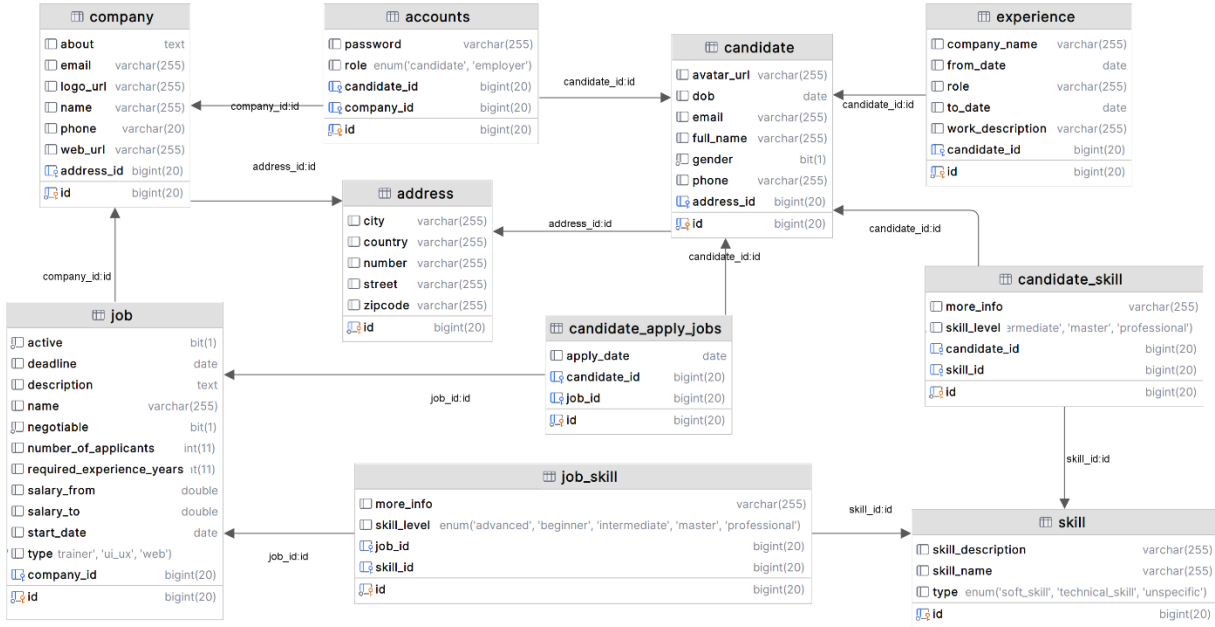 company
about text
email varchar(255)
logo_url varchar(255)
name varchar(255)
phone varchar(20)
web_url varchar(255)
address_id bigint(20)
id bigint(20)
accounts
password varchar(255)
role enum('candidate', 'employer')
candidate_id bigint(20)
company_id bigint(20)
id bigint(20)
candidate
avatar_url varchar(255)
dob date
email varchar(255)
full_name varchar(255)
gender bit(1)
phone varchar(255)
address_id bigint(20)
id bigint(20)
experience
company_name varchar(255)
from_date date
role varchar(255)
to_date date
work_description varchar(255)
candidate_id bigint(20)
id bigint(20)
company_id:id
candidate_id:id
candidate_id:id
address_id:id
address
city varchar(255)
country varchar(255)
number varchar(255)
street varchar(255)
zipcode varchar(255)
id bigint(20)
address_id:id
candidate_id:id
candidate_id:id
company_id:id
job
active bit(1)
deadline date
description text
name varchar(255)
negotiable bit(1)
number_of_applicants int(11)
required_experience_years ıt(11)
salary_from double
salary_to double
start_date date
type trainer', 'ui_ux', 'web')
company_id bigint(20)
id bigint(20)
candidate_apply_jobs
apply_date date
candidate_id bigint(20)
job_id bigint(20)
id bigint(20)
candidate_skill
more_info varchar(255)
skill_level ermediate', 'master', 'professional')
candidate_id bigint(20)
skill_id bigint(20)
id bigint(20)
job_id:id
skill_id:id
job_skill
more_info varchar(255)
skill_level enum('advanced', 'beginner', 'intermediate', 'master', 'professional')
job_id bigint(20)
skill_id bigint(20)
id bigint(20)
job_id:id
skill_id:id
skill
skill_description varchar(255)
skill_name varchar(255)
type enum('soft_skill', 'technical_skill', 'unspecific')
id bigint(20)